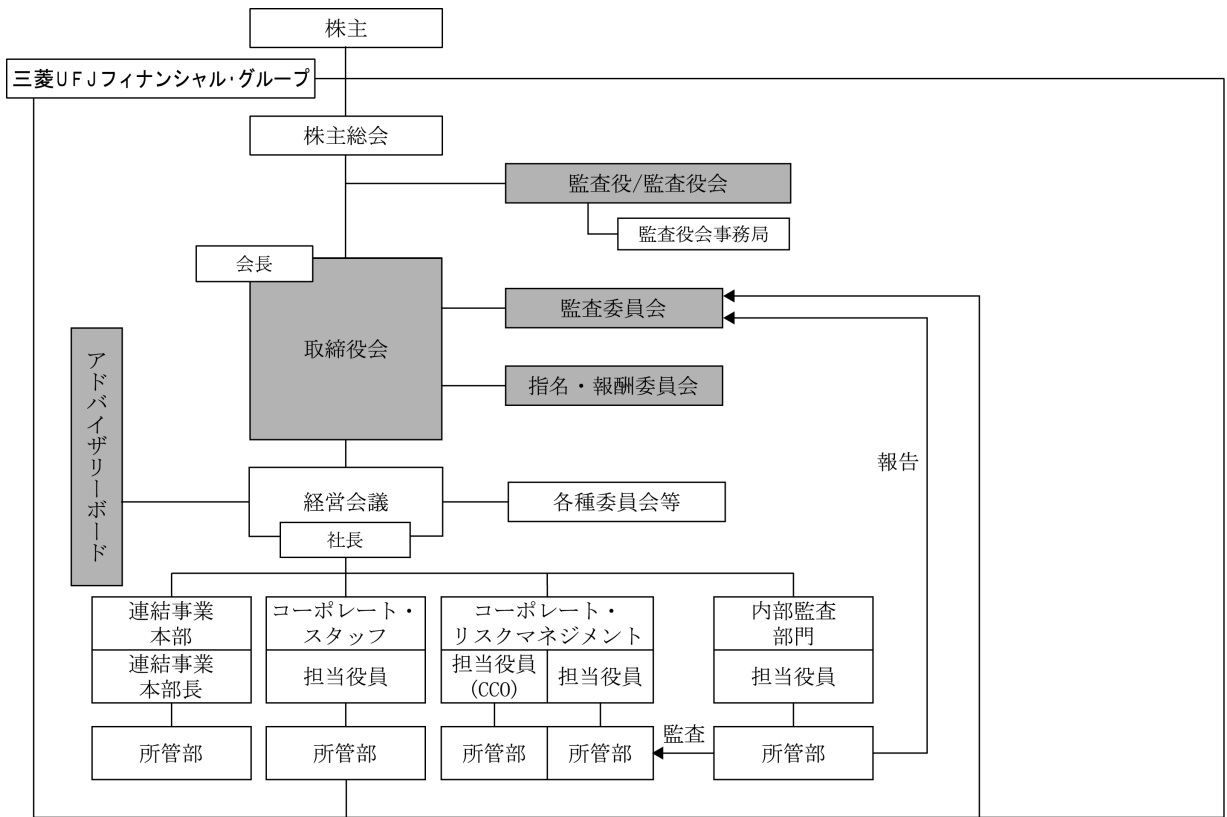 株主
三菱UFJフィナンシャル・グループ
株主総会
監査役/監査役会
監査役会事務局
会長
取締役会
監査委員会
指名・報酬委員会
アドバイザリーボード
報告
経営会議
各種委員会等
社長
連結事業
本部
連結事業
本部長
コーポレート・
スタッフ
担当役員
コーポレート・
リスクマネジメント
担当役員
(CCO)
担当役員
内部監査
部門
担当役員
所管部
所管部
所管部
所管部
監査
所管部